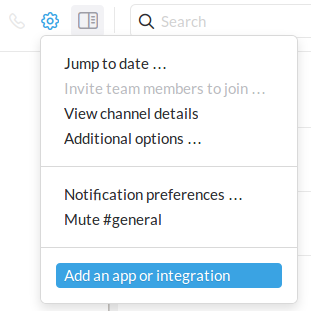 Search
Jump to date …
Invite team members to join …
View channel details
Additional options …
Notification preferences …
Mute #general
Add an app or integration